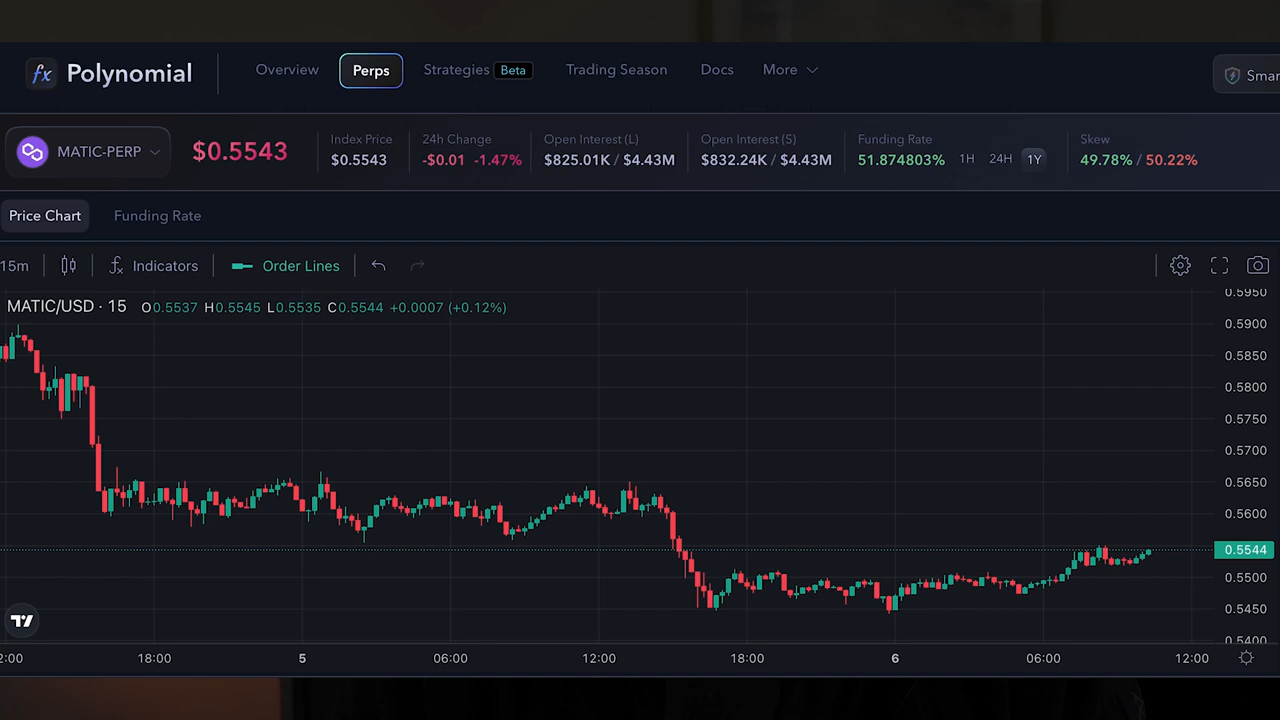 fx Polynomial Overview Perps Strategies Beta Trading Season Docs More Smar
MATIC-PERP $0.5543
Index Price
$0.5543
24h Change
-$0.01 -1.47%
Open Interest (L)
$825.01K / $4.43M
Open Interest (S)
$832.24K / $4.43M
Funding Rate
51.874803% 1H 24H 1Y
Skew
49.78% / 50.22%
Price Chart Funding Rate
15m Indicators Order Lines
MATIC/USD · 15 O0.5537 H0.5545 L0.5535 C0.5544 +0.0007 (+0.12%)
0.5950
0.5900
0.5850
0.5800
0.5750
0.5700
0.5650
0.5600
0.5544
0.5500
0.5450
0.5400
2:00 18:00 5 06:00 12:00 18:00 6 06:00 12:00